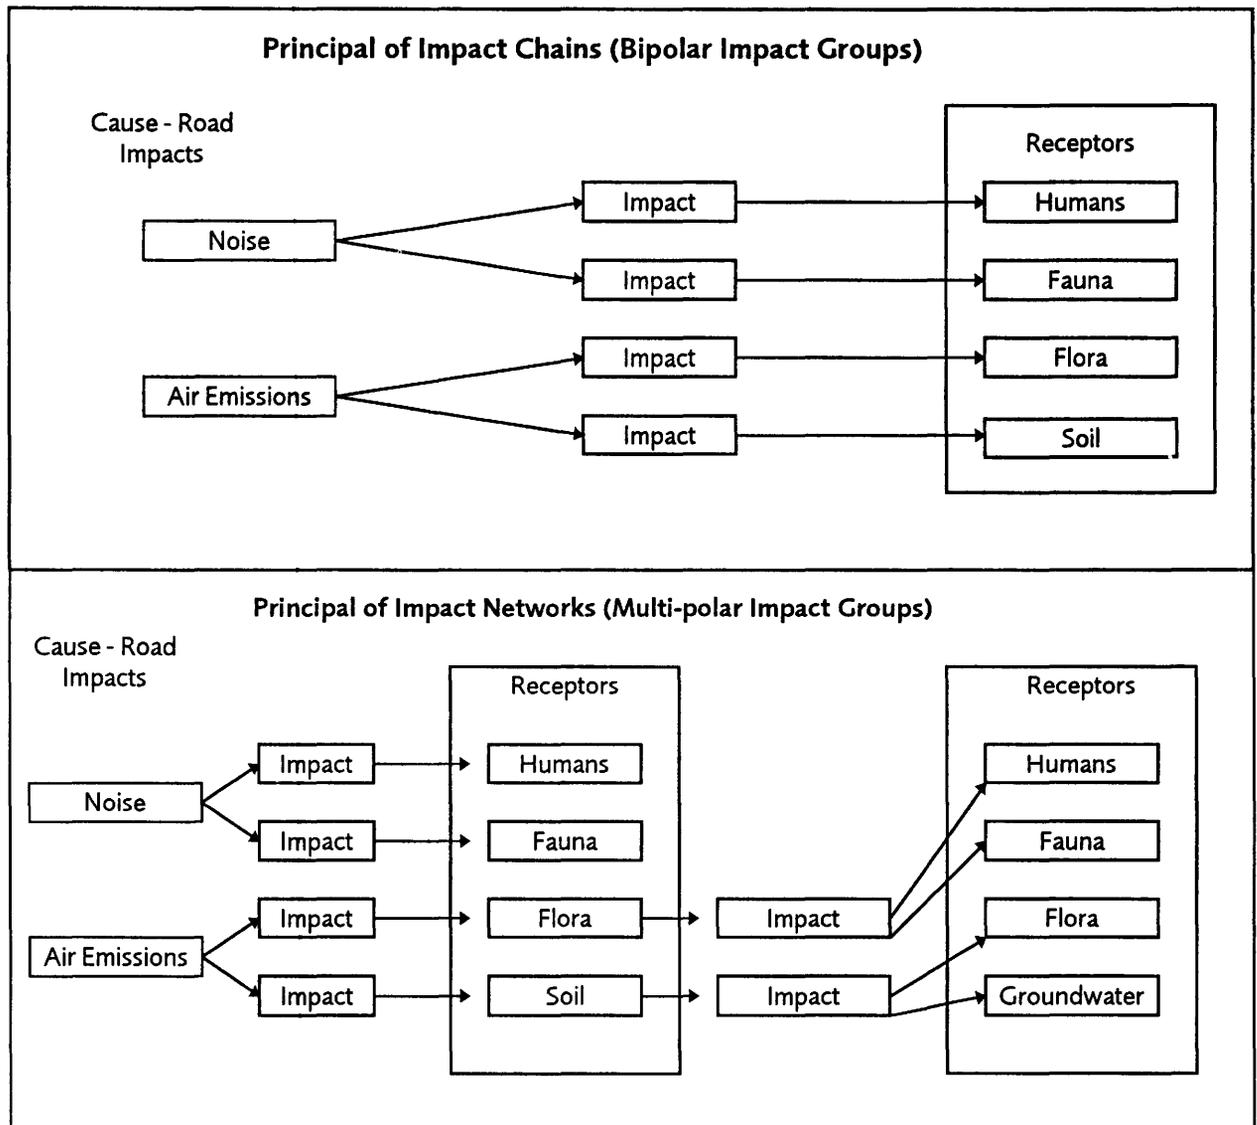 Principal of Impact Chains (Bipolar Impact Groups)
Cause - Road
Impacts
Receptors
Noise
Impact
Humans
Impact
Fauna
Air Emissions
Impact
Flora
Impact
Soil
Principal of Impact Networks (Multi-polar Impact Groups)
Cause - Road
Impacts
Receptors
Receptors
Noise
Impact
Humans
Humans
Impact
Fauna
Fauna
Air Emissions
Impact
Flora
Impact
Flora
Impact
Soil
Impact
Groundwater